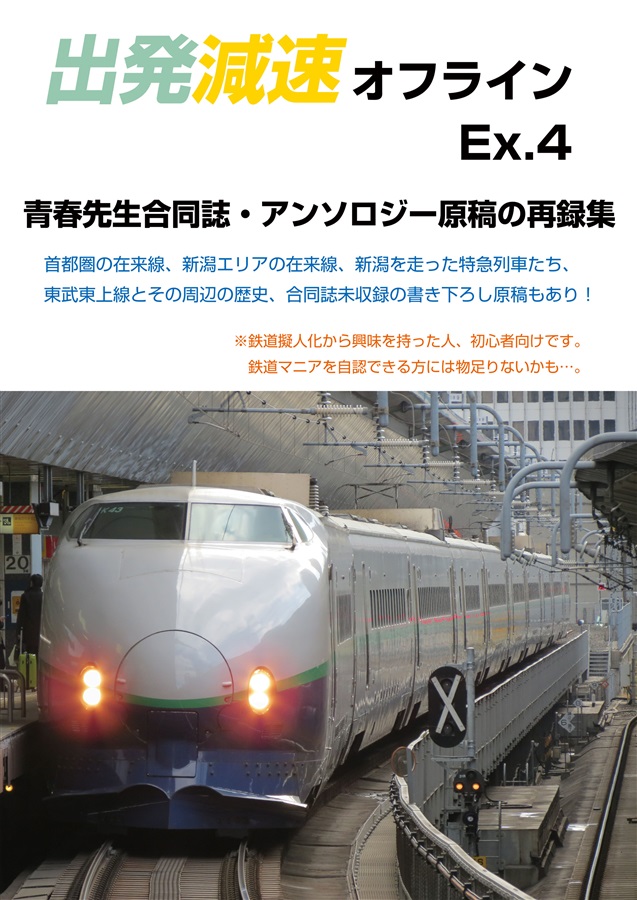 出発減速オフライン
Ex.4
青春先生合同誌・アンソロジー原稿の再録集
首都圏の在来線、新潟エリアの在来線、新潟を走った特急列車たち、
東武東上線とその周辺の歴史、合同誌未収録の書き下ろし原稿もあり！
※鉄道擬人化から興味を持った人、初心者向けです。
鉄道マニアを自認できる方には物足りないかも…。
K43
20